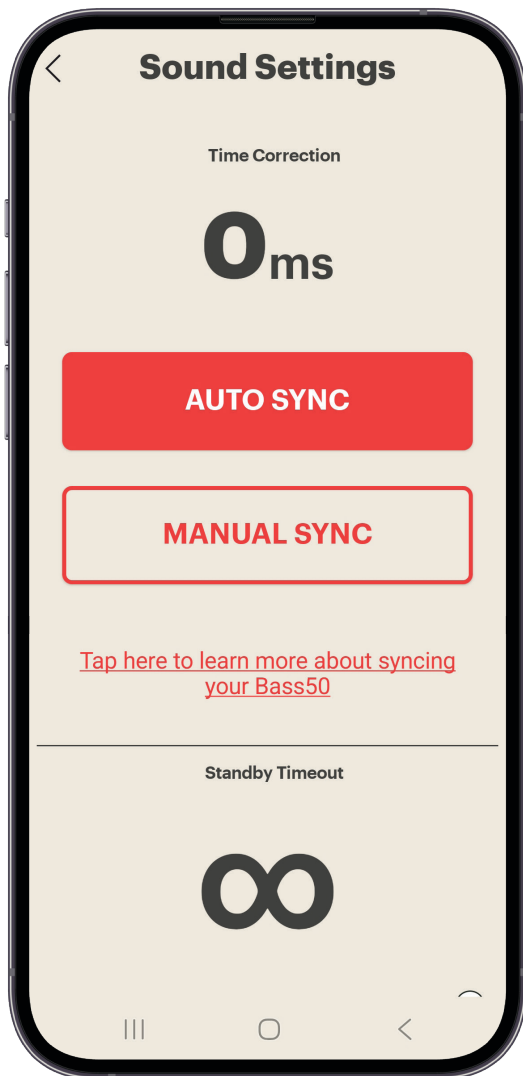 Sound Settings
Time Correction
0ms
AUTO SYNC
MANUAL SYNC
Tap here to learn more about syncing
your Bass50
Standby Timeout
∞